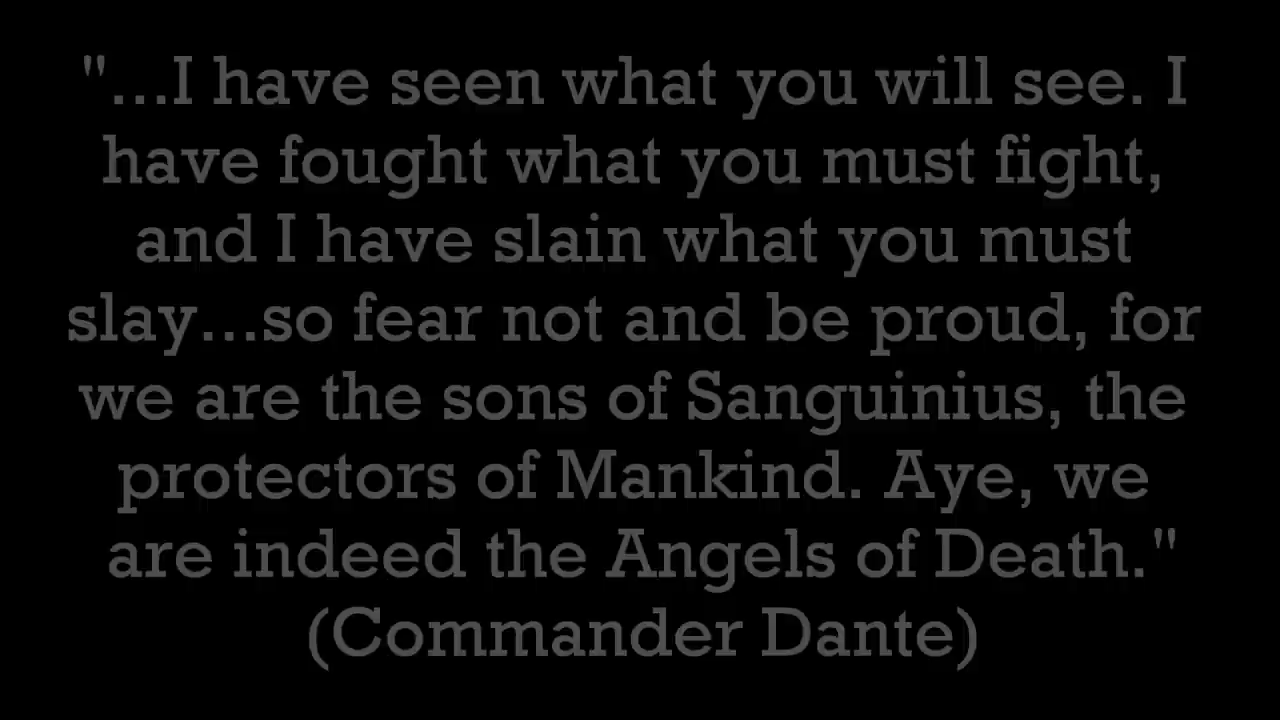 "...I have seen what you will see. I
have fought what you must fight,
and I have slain what you must
slay...so fear not and be proud, for
we are the sons of Sanguinius, the
protectors of Mankind. Aye, we
are indeed the Angels of Death."
(Commander Dante)